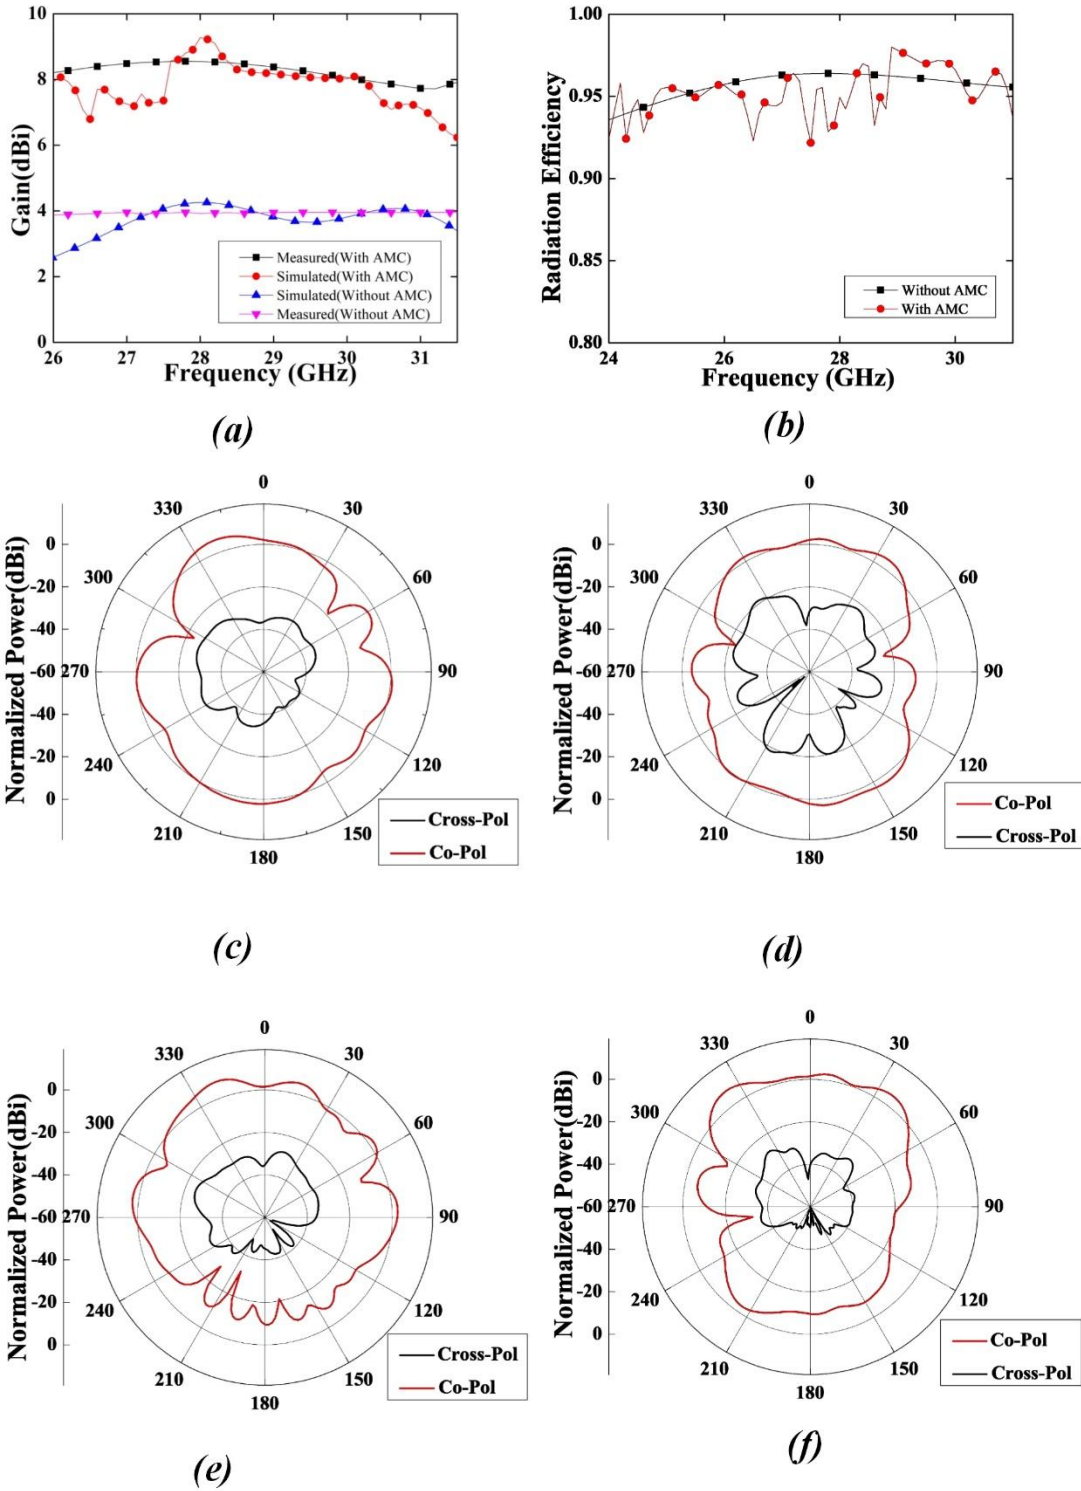 10
8
6
4
2
0
Gain(dBi)
Measured(With AMC)
Simulated(With AMC)
Simulated(Without AMC)
Measured(Without AMC)
26 27 28 29 30 31
Frequency (GHz)
(a)
1.00
0.95
0.90
0.85
0.80
Radiation Efficiency
Without AMC
With AMC
24 26 28 30
Frequency (GHz)
(b)
Normalized Power(dBi)
0
-20
-40
-60
-40
-20
0
0
30
60
90
120
150
180
210
240
270
300
330
Cross-Pol
Co-Pol
(c)
Normalized Power(dBi)
0
-20
-40
-60
-40
-20
0
0
30
60
90
120
150
180
210
240
270
300
330
Co-Pol
Cross-Pol
(d)
Normalized Power(dBi)
0
-20
-40
-60
-40
-20
0
0
30
60
90
120
150
180
210
240
270
300
330
Cross-Pol
Co-Pol
(e)
Normalized Power(dBi)
0
-20
-40
-60
-40
-20
0
0
30
60
90
120
150
180
210
240
270
300
330
Co-Pol
Cross-Pol
(f)